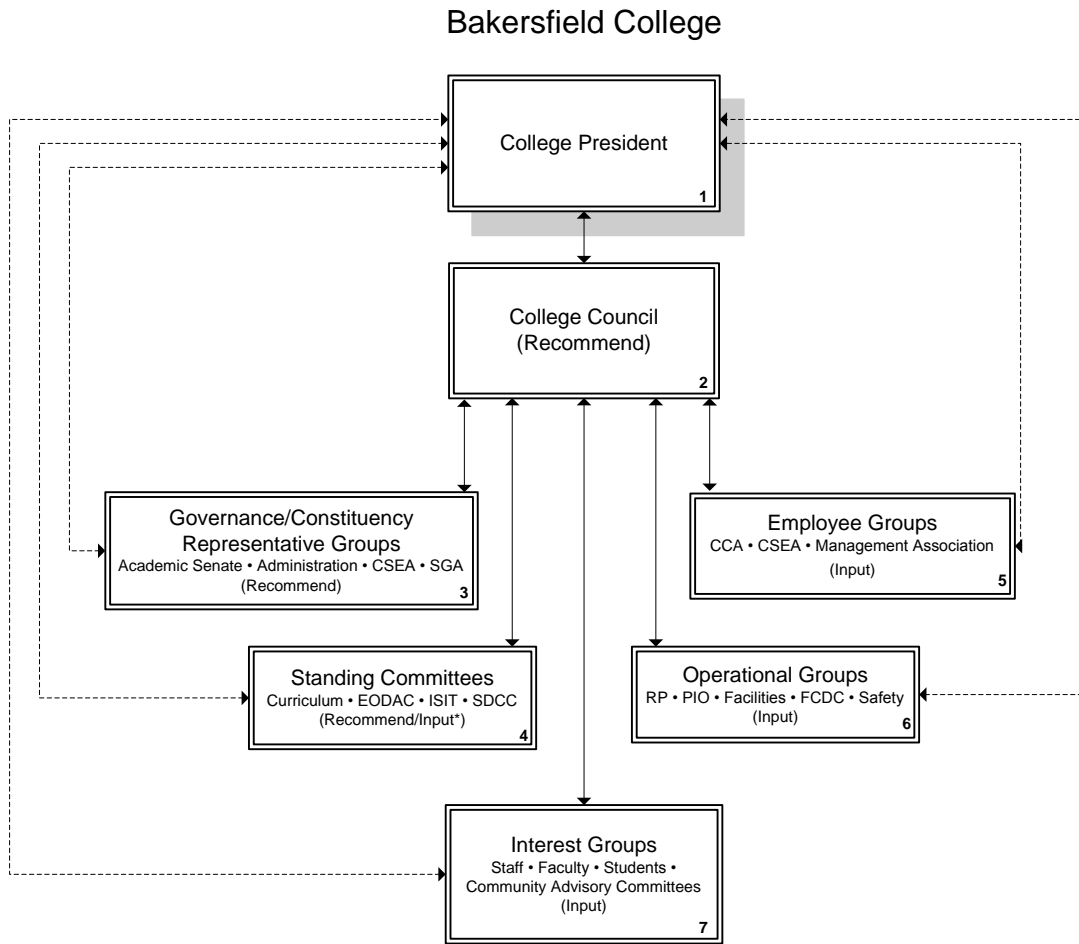 Bakersfield College
College President
1
College Council
(Recommend)
2
Governance/Constituency
Representative Groups
Academic Senate • Administration • CSEA • SGA
(Recommend)
3
Employee Groups
CCA • CSEA • Management Association
(Input)
5
Standing Committees
Curriculum • EODAC • ISIT • SDCC
(Recommend/Input*)
4
Operational Groups
RP • PIO • Facilities • FCDC • Safety
(Input)
6
Interest Groups
Staff • Faculty • Students •
Community Advisory Committees
(Input)
7